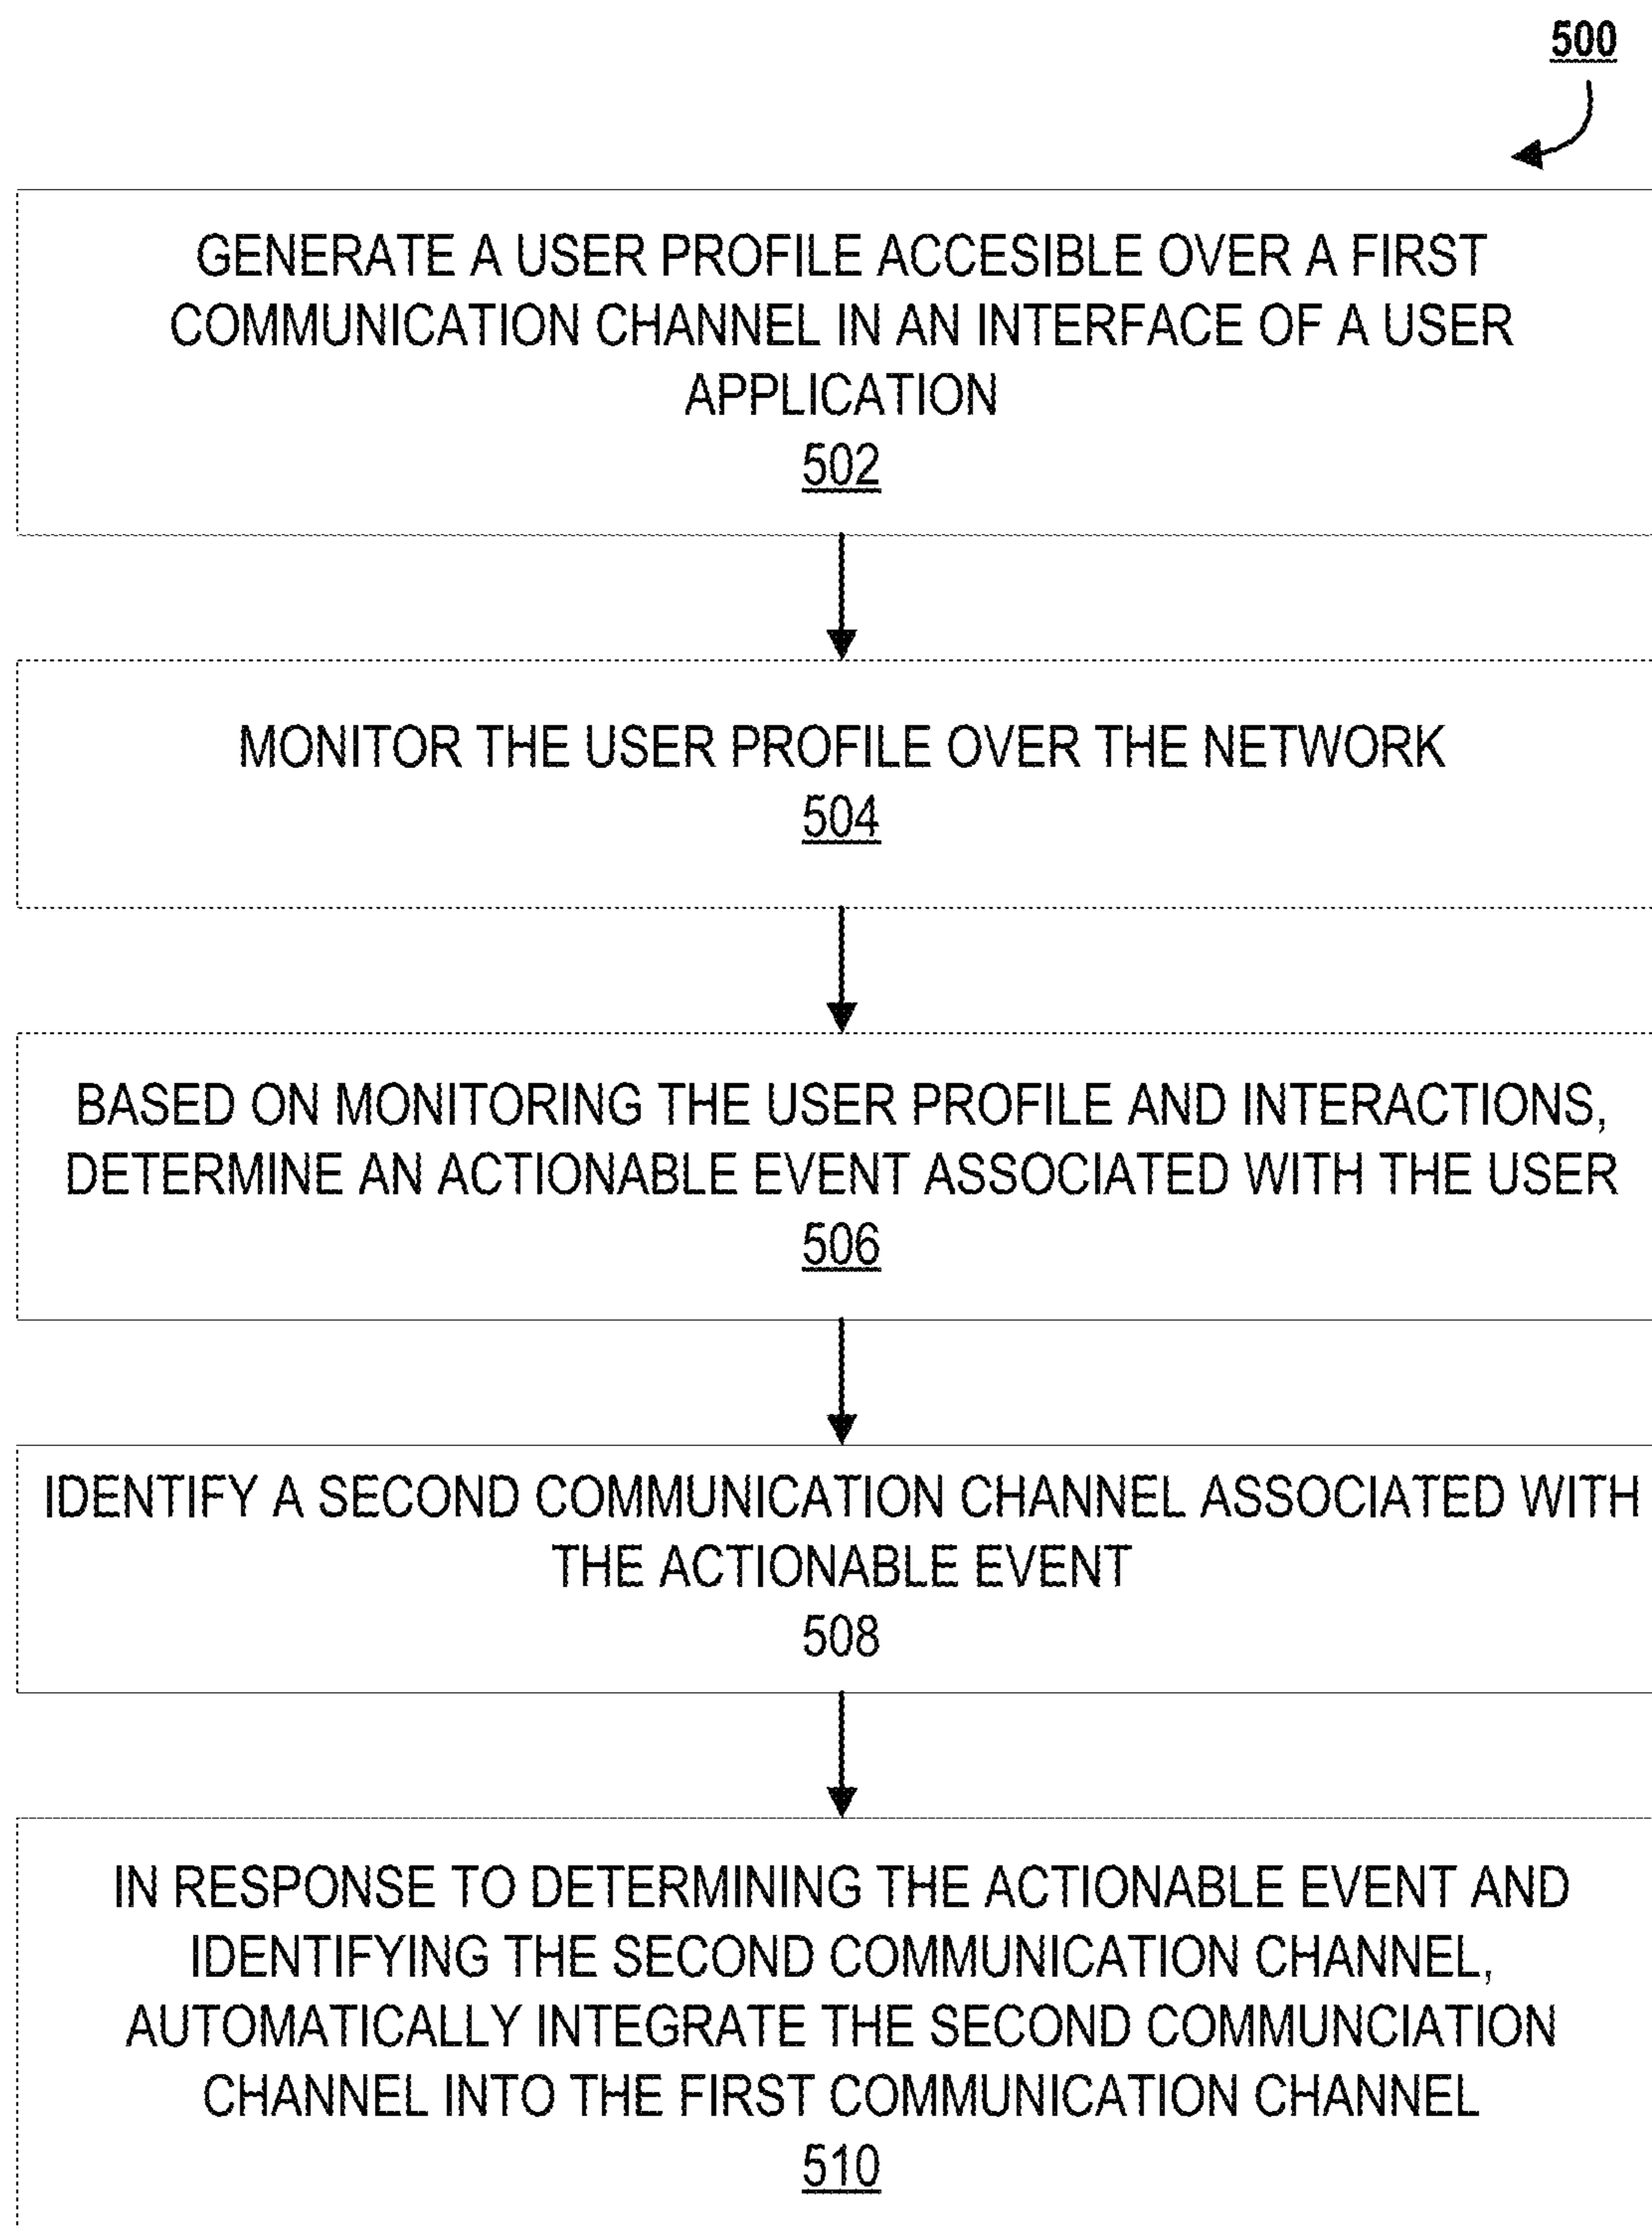 500
GENERATE A USER PROFILE ACCESIBLE OVER A FIRST
COMMUNICATION CHANNEL IN AN INTERFACE OF A USER
APPLICATION
502
MONITOR THE USER PROFILE OVER THE NETWORK
504
BASED ON MONITORING THE USER PROFILE AND INTERACTIONS,
DETERMINE AN ACTIONABLE EVENT ASSOCIATED WITH THE USER
506
IDENTIFY A SECOND COMMUNICATION CHANNEL ASSOCIATED WITH
THE ACTIONABLE EVENT
508
IN RESPONSE TO DETERMINING THE ACTIONABLE EVENT AND
IDENTIFYING THE SECOND COMMUNICATION CHANNEL,
AUTOMATICALLY INTEGRATE THE SECOND COMMUNCIATION
CHANNEL INTO THE FIRST COMMUNICATION CHANNEL
510